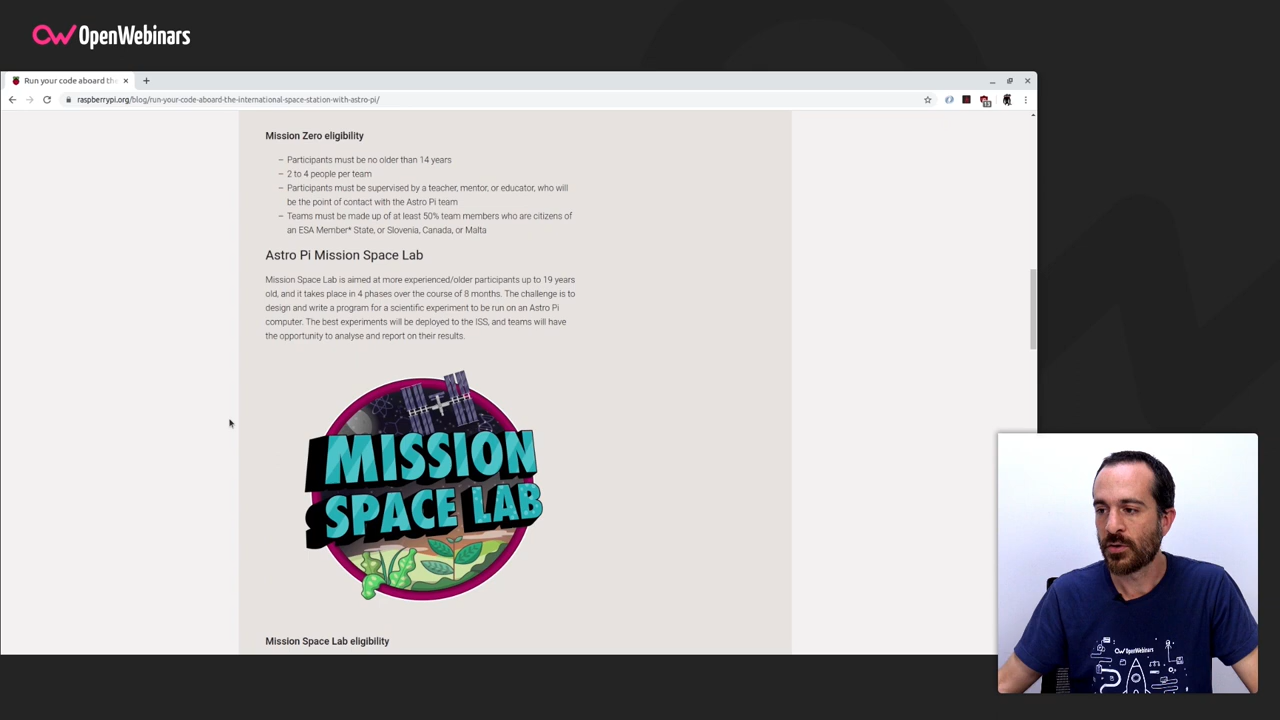 OpenWebinars
Run your code aboard the
raspberrypi.org/blog/run-your-code-aboard-the-international-space-station-with-astro-pi/
Mission Zero eligibility
– Participants must be no older than 14 years
– 2 to 4 people per team
– Participants must be supervised by a teacher, mentor, or educator, who will
be the point of contact with the Astro Pi team
– Teams must be made up of at least 50% team members who are citizens of
an ESA Member* State, or Slovenia, Canada, or Malta
Astro Pi Mission Space Lab
Mission Space Lab is aimed at more experienced/older participants up to 19 years
old, and it takes place in 4 phases over the course of 8 months. The challenge is to
design and write a program for a scientific experiment to be run on an Astro Pi
computer. The best experiments will be deployed to the ISS, and teams will have
the opportunity to analyse and report on their results.
MISSION
SPACE LAB
Mission Space Lab eligibility
OpenWebinars